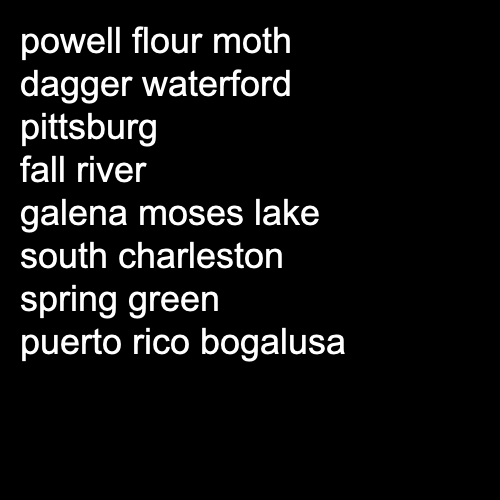 powell flour moth
dagger waterford
pittsburg
fall river
galena moses lake
south charleston
spring green
puerto rico bogalusa